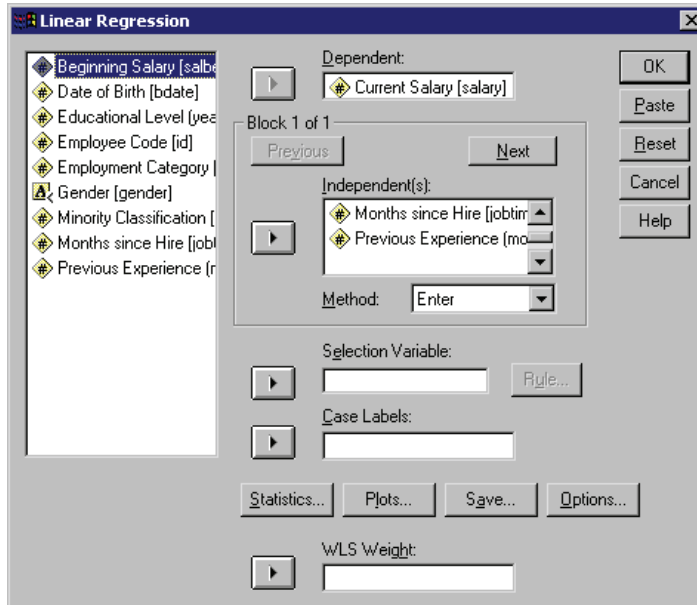 Linear Regression
Beginning Salary [salbe
Date of Birth [bdate]
Educational Level (yea
Employee Code [id]
Employment Category [
Gender [gender]
Minority Classification [
Months since Hire [jobti
Previous Experience (r
Dependent:
Current Salary [salary]
Block 1 of 1
Previous
Next
Independent(s):
Months since Hire [jobtim
Previous Experience (mo
Method:
Enter
Selection Variable:
Rule...
Case Labels:
Statistics...
Plots...
Save...
Options...
WLS Weight:
OK
Paste
Reset
Cancel
Help